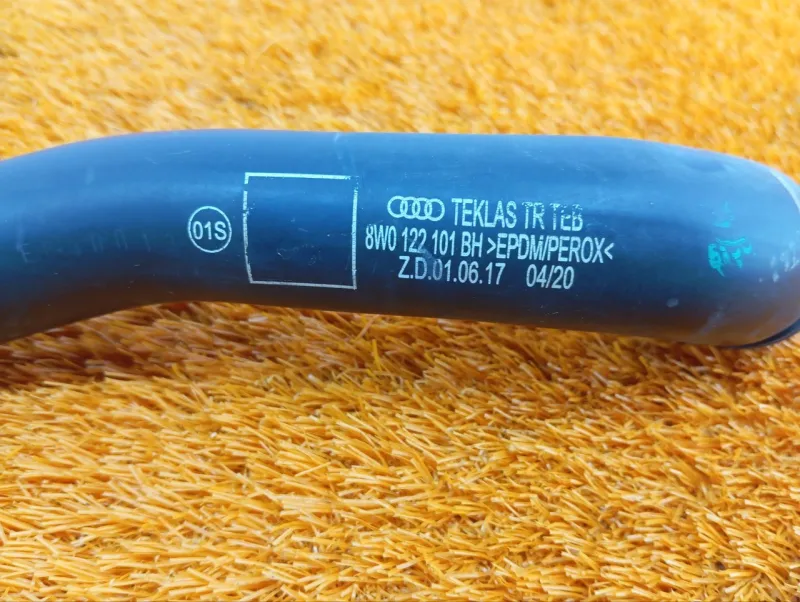 01S
TEKLAS TR TEB
8W0 122 101 BH >EPDM/PEROX<
Z.D.01.06.17 04/20